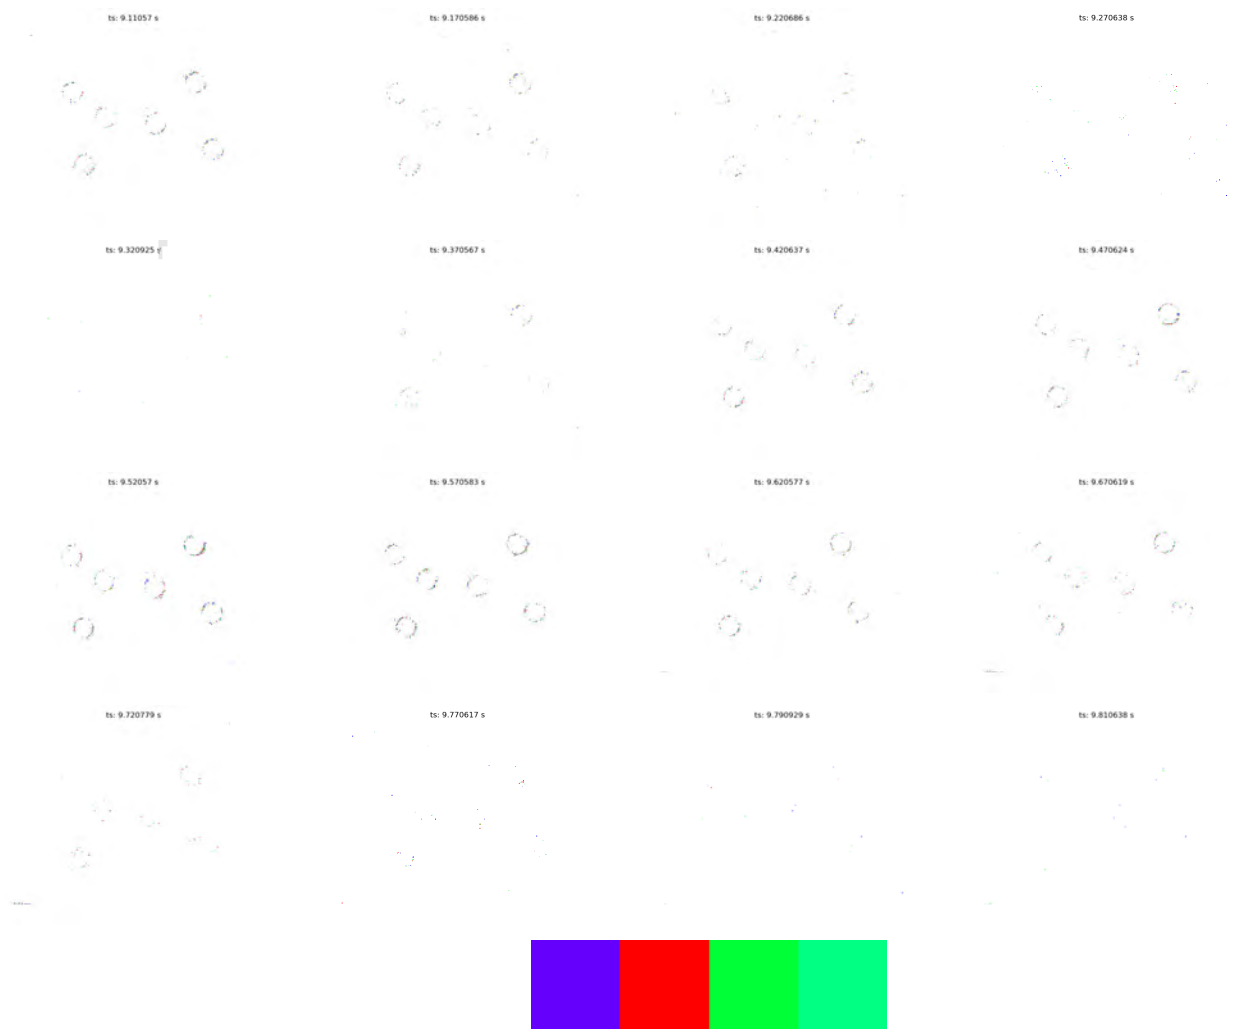 ts: 9.11057 s
ts: 9.170586 s
ts: 9.220686 s
ts: 9.270638 s
ts: 9.320925 s
ts: 9.370567 s
ts: 9.420637 s
ts: 9.470624 s
ts: 9.52057 s
ts: 9.570583 s
ts: 9.620577 s
ts: 9.670619 s
ts: 9.720779 s
ts: 9.770617 s
ts: 9.790929 s
ts: 9.810638 s